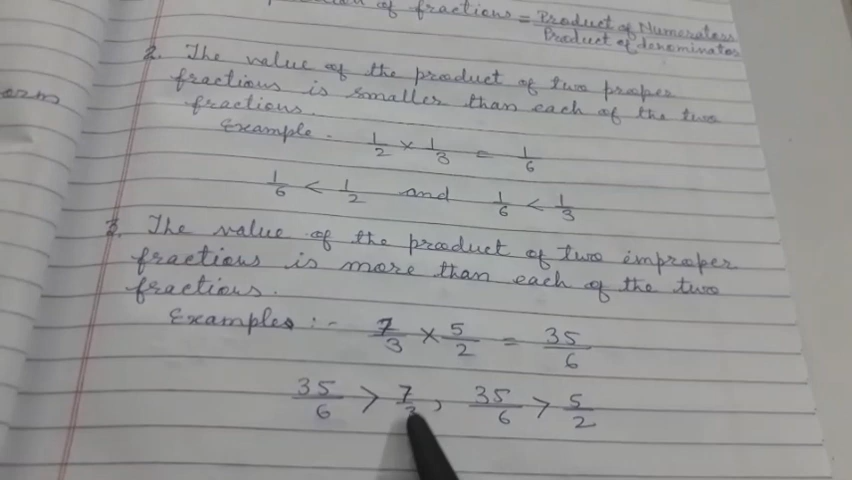 of fractions = Product of Numerators / Product of denominator
2. The value of the product of two proper
fractions is smaller than each of the two
fractions.
Example - 1/2 × 1/3 = 1/6
1/6 < 1/2 and 1/6 < 1/3
3. The value of the product of two improper
fractions is more than each of the two
fractions.
Examples :- 7/3 × 5/2 = 35/6
35/6 > 7/3, 35/6 > 5/2